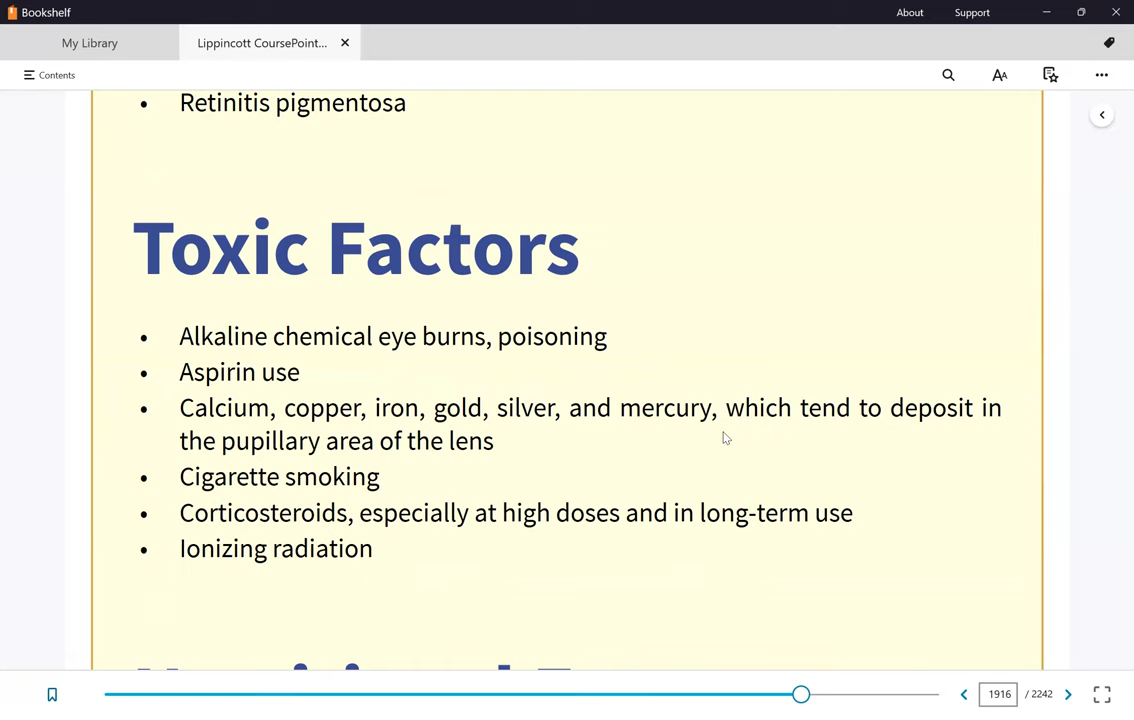 Bookshelf
About Support
My Library
Lippincott CoursePoint...
Contents
• Retinitis pigmentosa
Toxic Factors
• Alkaline chemical eye burns, poisoning
• Aspirin use
• Calcium, copper, iron, gold, silver, and mercury, which tend to deposit in
the pupillary area of the lens
• Cigarette smoking
• Corticosteroids, especially at high doses and in long-term use
• Ionizing radiation
1916 / 2242